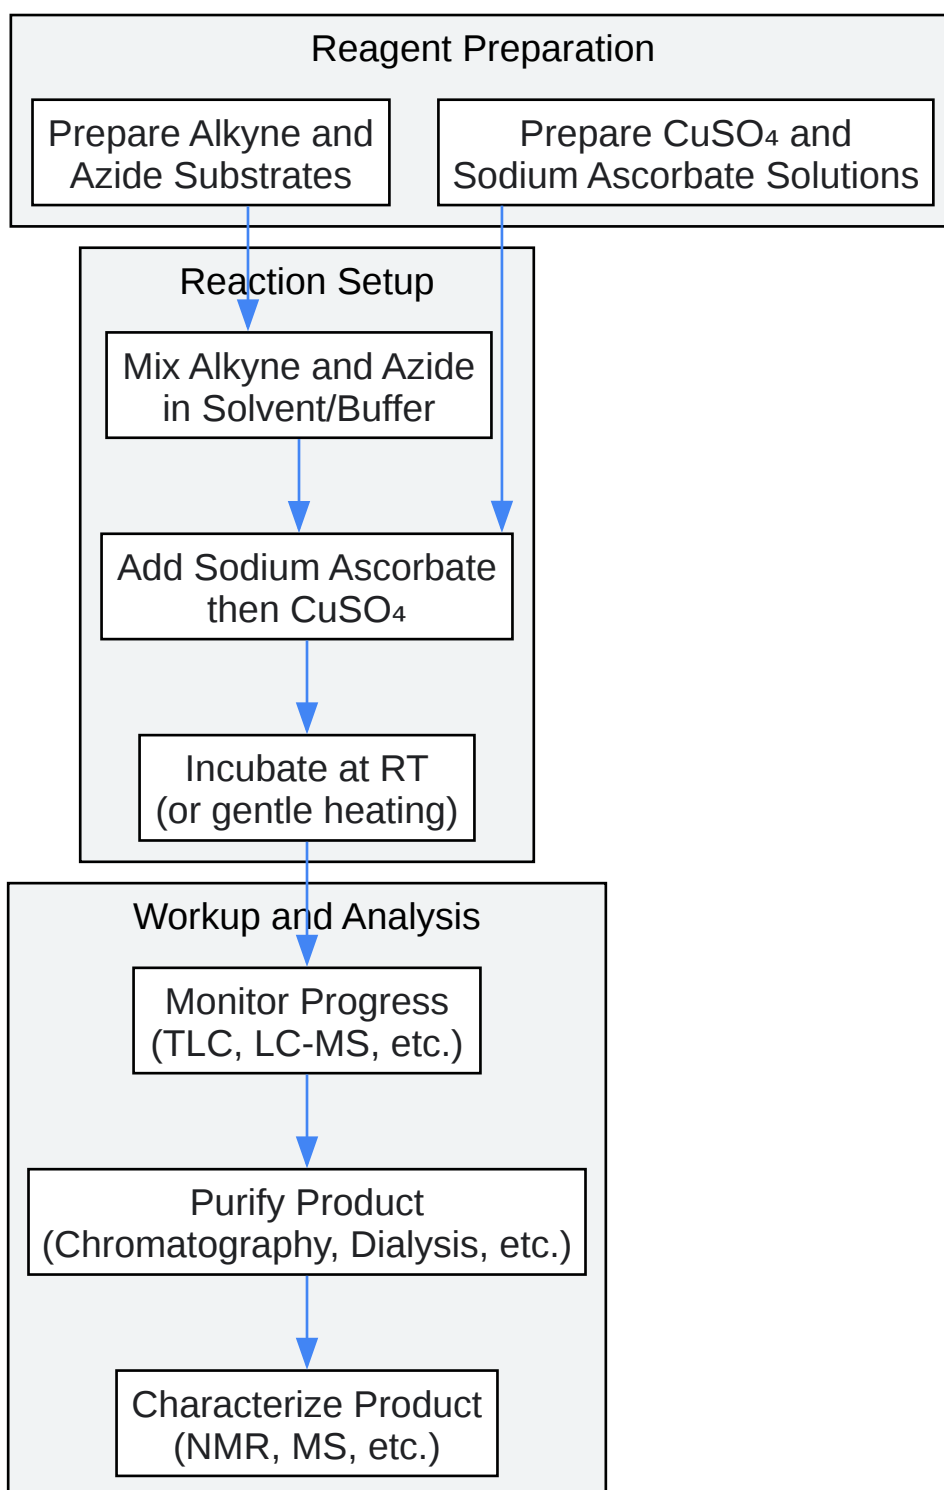 Reagent Preparation
Prepare Alkyne and
Azide Substrates
Prepare CuSO₄ and
Sodium Ascorbate Solutions
Reaction Setup
Mix Alkyne and Azide
in Solvent/Buffer
Add Sodium Ascorbate
then CuSO₄
Incubate at RT
(or gentle heating)
Workup and Analysis
Monitor Progress
(TLC, LC-MS, etc.)
Purify Product
(Chromatography, Dialysis, etc.)
Characterize Product
(NMR, MS, etc.)